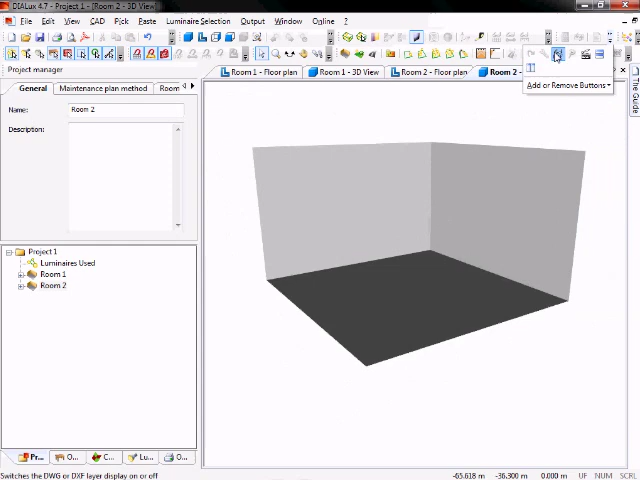 DIALux 4.7 - Project 1 - [Room 2 - 3D View]
File Edit View CAD Pick Paste Luminaire Selection Output Window Online ?
Project manager
Room 1 - Floor plan Room 1 - 3D View Room 2 - Floor plan Room 2 -
Add or Remove Buttons
The Guide
General Maintenance plan method Room
Name: Room 2
Description:
Project 1
Luminaires Used
Room 1
Room 2
Pr... O... C... Lu... O...
Switches the DWG or DXF layer display on or off -65.618 m -36.300 m 0.000 m UF NUM SCRL